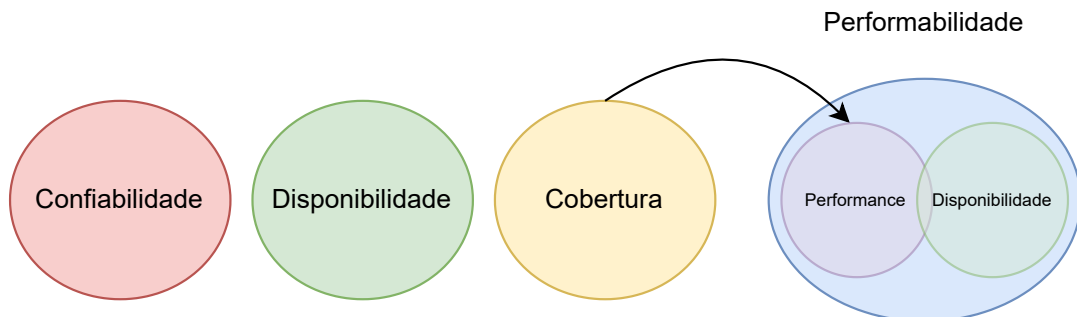 Performabilidade
Confiabilidade
Disponibilidade
Cobertura
Performance
Disponibilidade